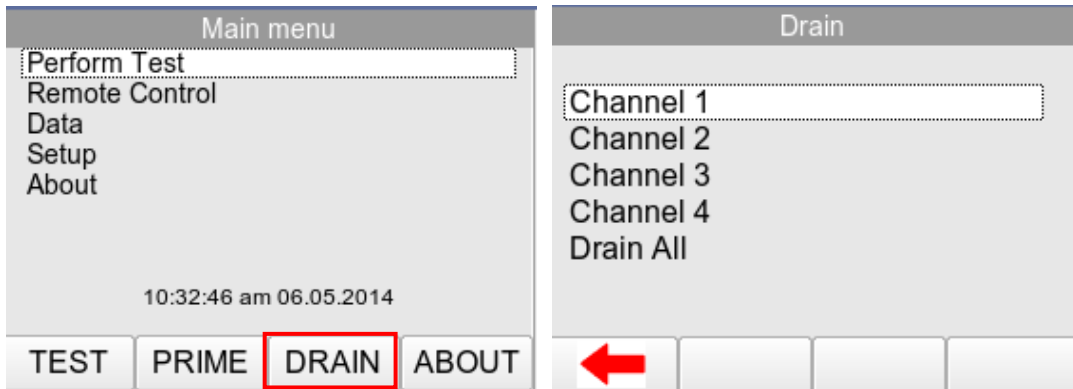 Main menu
Perform Test
Remote Control
Data
Setup
About
10:32:46 am 06.05.2014
TEST PRIME DRAIN ABOUT
Drain
Channel 1
Channel 2
Channel 3
Channel 4
Drain All